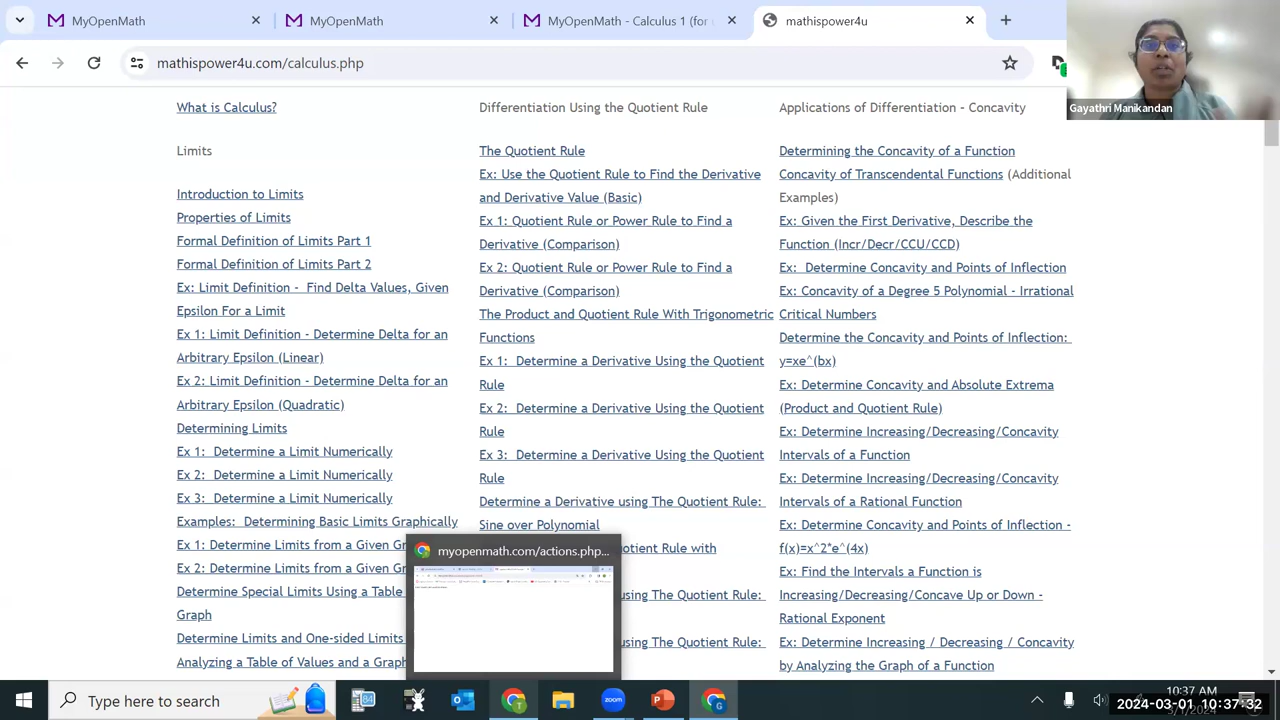 MyOpenMath
MyOpenMath
MyOpenMath - Calculus 1 (for
mathispower4u
mathispower4u.com/calculus.php
Gayathri Manikandan
What is Calculus?
Limits
Introduction to Limits
Properties of Limits
Formal Definition of Limits Part 1
Formal Definition of Limits Part 2
Ex: Limit Definition - Find Delta Values, Given
Epsilon For a Limit
Ex 1: Limit Definition - Determine Delta for an
Arbitrary Epsilon (Linear)
Ex 2: Limit Definition - Determine Delta for an
Arbitrary Epsilon (Quadratic)
Determining Limits
Ex 1: Determine a Limit Numerically
Ex 2: Determine a Limit Numerically
Ex 3: Determine a Limit Numerically
Examples: Determining Basic Limits Graphically
Ex 1: Determine Limits from a Given Gr
Ex 2: Determine Limits from a Given Gr
Determine Special Limits Using a Table
Graph
Determine Limits and One-sided Limits
Analyzing a Table of Values and a Graph
Differentiation Using the Quotient Rule
The Quotient Rule
Ex: Use the Quotient Rule to Find the Derivative
and Derivative Value (Basic)
Ex 1: Quotient Rule or Power Rule to Find a
Derivative (Comparison)
Ex 2: Quotient Rule or Power Rule to Find a
Derivative (Comparison)
The Product and Quotient Rule With Trigonometric
Functions
Ex 1: Determine a Derivative Using the Quotient
Rule
Ex 2: Determine a Derivative Using the Quotient
Rule
Ex 3: Determine a Derivative Using the Quotient
Rule
Determine a Derivative using The Quotient Rule:
Sine over Polynomial
otient Rule with
ing The Quotient Rule:
ing The Quotient Rule:
myopenmath.com/actions.php...
Applications of Differentiation - Concavity
Determining the Concavity of a Function
Concavity of Transcendental Functions (Additional
Examples)
Ex: Given the First Derivative, Describe the
Function (Incr/Decr/CCU/CCD)
Ex: Determine Concavity and Points of Inflection
Ex: Concavity of a Degree 5 Polynomial - Irrational
Critical Numbers
Determine the Concavity and Points of Inflection:
y=xe^(bx)
Ex: Determine Concavity and Absolute Extrema
(Product and Quotient Rule)
Ex: Determine Increasing/Decreasing/Concavity
Intervals of a Function
Ex: Determine Increasing/Decreasing/Concavity
Intervals of a Rational Function
Ex: Determine Concavity and Points of Inflection -
f(x)=x^2*e^(4x)
Ex: Find the Intervals a Function is
Increasing/Decreasing/Concave Up or Down -
Rational Exponent
Ex: Determine Increasing / Decreasing / Concavity
by Analyzing the Graph of a Function
Type here to search
10:37 AM
2024-03-01 10:37:32